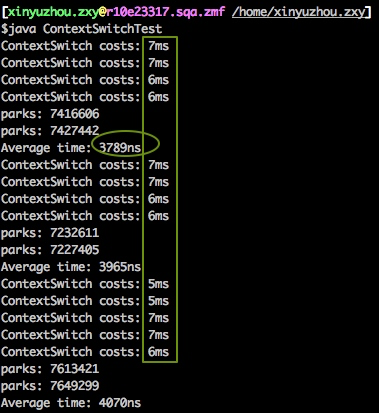 [xinyuzhou.zxy@r10e23317.sqa.zmf /home/xinyuzhou.zxy]
$java ContextSwitchTest
ContextSwitch costs: 7ms
ContextSwitch costs: 7ms
ContextSwitch costs: 6ms
ContextSwitch costs: 6ms
parks: 7416606
parks: 7427442
Average time: 3789ns
ContextSwitch costs: 7ms
ContextSwitch costs: 7ms
ContextSwitch costs: 6ms
ContextSwitch costs: 6ms
parks: 7232611
parks: 7227405
Average time: 3965ns
ContextSwitch costs: 5ms
ContextSwitch costs: 5ms
ContextSwitch costs: 7ms
ContextSwitch costs: 7ms
ContextSwitch costs: 6ms
parks: 7613421
parks: 7649299
Average time: 4070ns